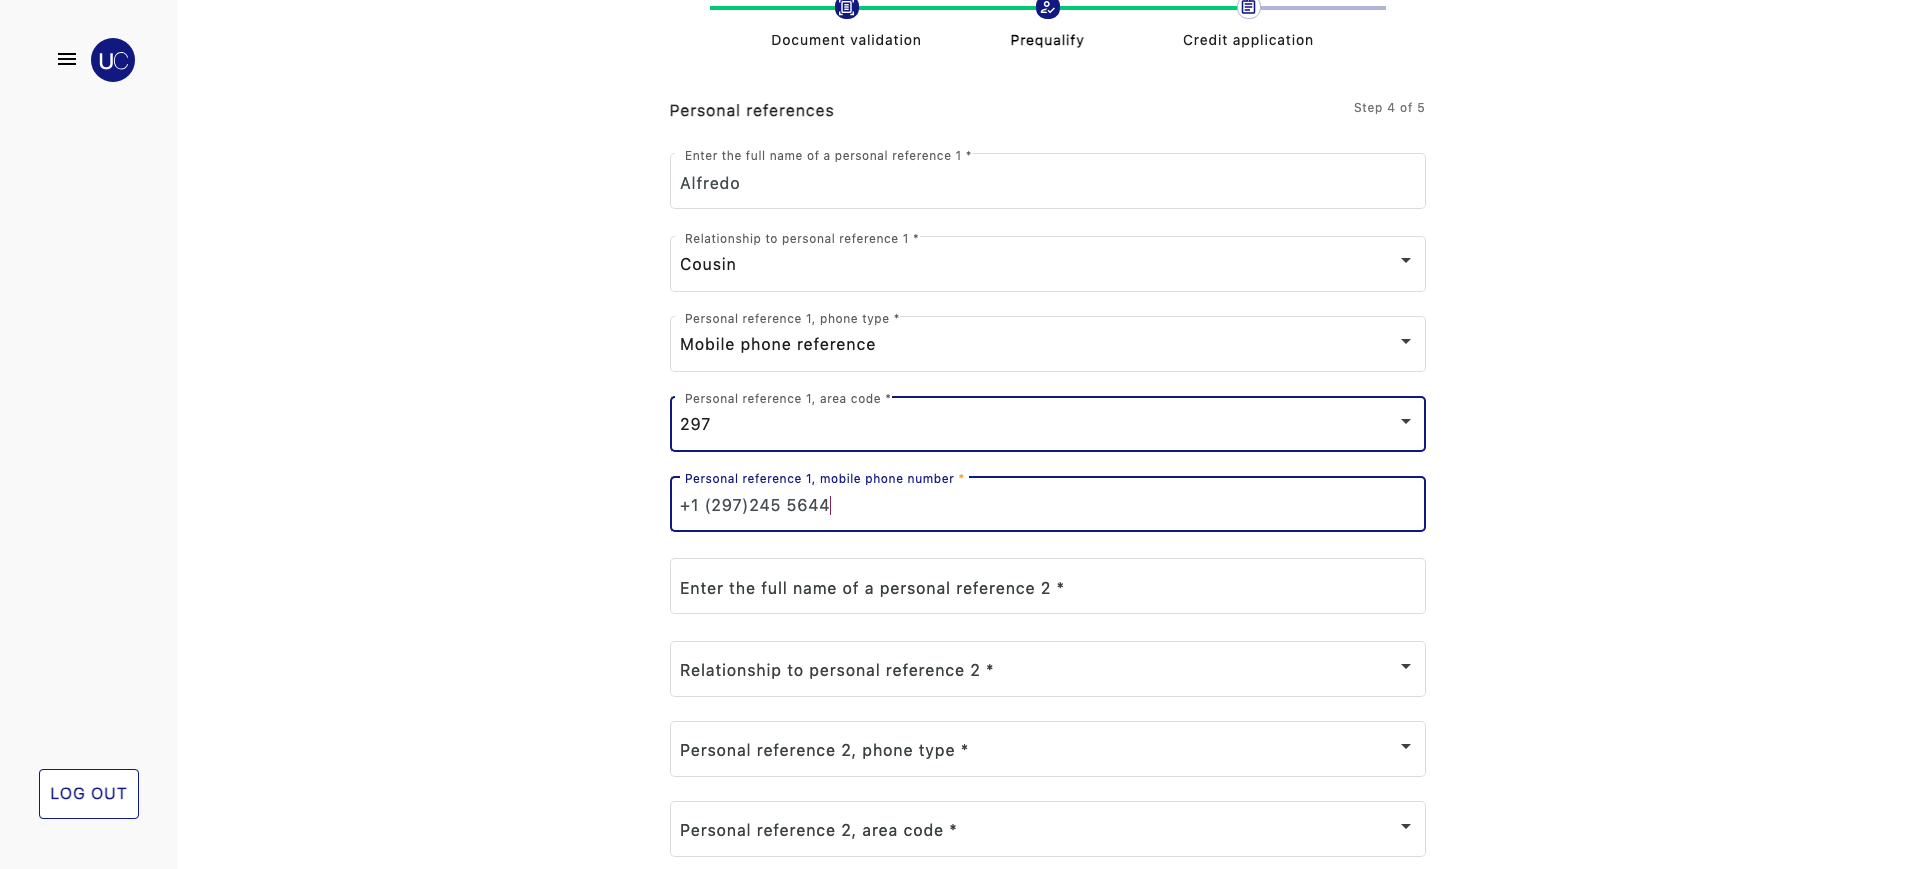 UC
Document validation
Prequalify
Credit application
Personal references
Step 4 of 5
Enter the full name of a personal reference 1 *
Alfredo
Relationship to personal reference 1 *
Cousin
Personal reference 1, phone type *
Mobile phone reference
Personal reference 1, area code *
297
Personal reference 1, mobile phone number *
+1 (297)245 5644
Enter the full name of a personal reference 2 *
Relationship to personal reference 2 *
Personal reference 2, phone type *
LOG OUT
Personal reference 2, area code *